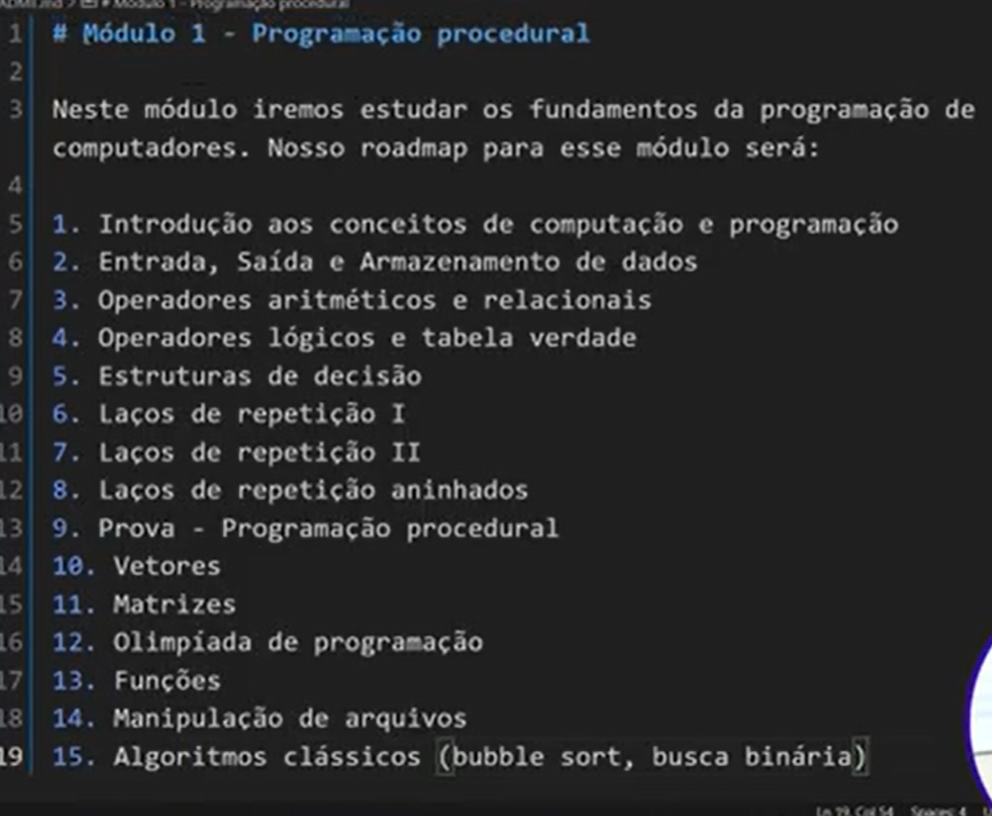 # Módulo 1 - Programação procedural
1
# Módulo 1 - Programação procedural
2
3
Neste módulo iremos estudar os fundamentos da programação de
computadores. Nosso roadmap para esse módulo será:
4
5
1. Introdução aos conceitos de computação e programação
6
2. Entrada, Saída e Armazenamento de dados
7
3. Operadores aritméticos e relacionais
8
4. Operadores lógicos e tabela verdade
9
5. Estruturas de decisão
10
6. Laços de repetição I
11
7. Laços de repetição II
12
8. Laços de repetição aninhados
13
9. Prova - Programação procedural
14
10. Vetores
15
11. Matrizes
16
12. Olimpíada de programação
17
13. Funções
18
14. Manipulação de arquivos
19
15. Algoritmos clássicos (bubble sort, busca binária)
Ln 19, Col 54 Spaces: 4